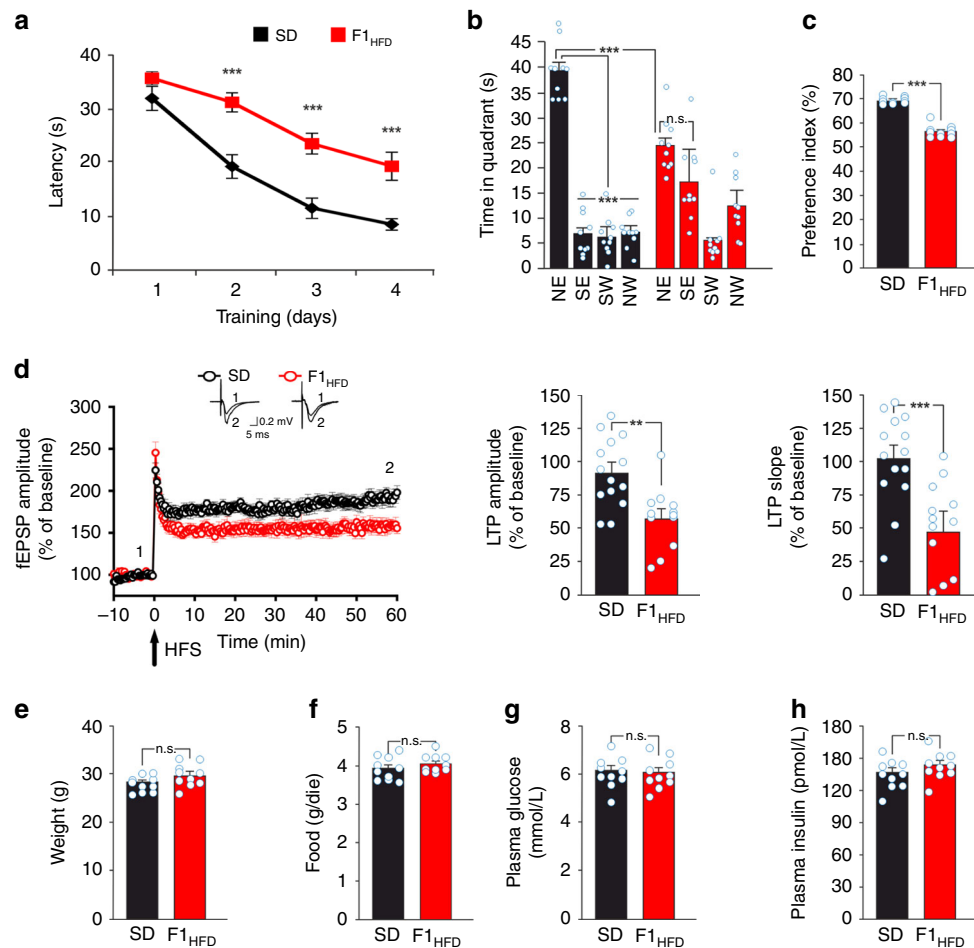 a
SD
F1HFD
40
30
20
10
0
Latency (s)
***
***
***
1 2 3 4
Training (days)
b
45
40
35
30
25
20
15
10
5
0
Time in quadrant (s)
***
***
n.s.
NE SE SW NW NE SE SW NW
c
80
70
60
50
40
30
20
10
0
Preference index (%)
***
SD F1HFD
d
SD
F1HFD
1
2
1
2
0.2 mV
5 ms
300
250
200
150
100
fEPSP amplitude
(% of baseline)
1
2
–10 0 10 20 30 40 50 60
Time (min)
HFS
150
125
100
75
50
25
0
LTP amplitude
(% of baseline)
**
SD F1HFD
150
125
100
75
50
25
0
LTP slope
(% of baseline)
***
SD F1HFD
e
40
30
20
10
0
Weight (g)
n.s.
SD F1HFD
f
5
4
3
2
1
0
Food (g/die)
n.s.
SD F1HFD
g
8
6
4
2
0
Plasma glucose
(mmol/L)
n.s.
SD F1HFD
h
180
150
120
90
60
30
0
Plasma insulin (pmol/L)
n.s.
SD F1HFD